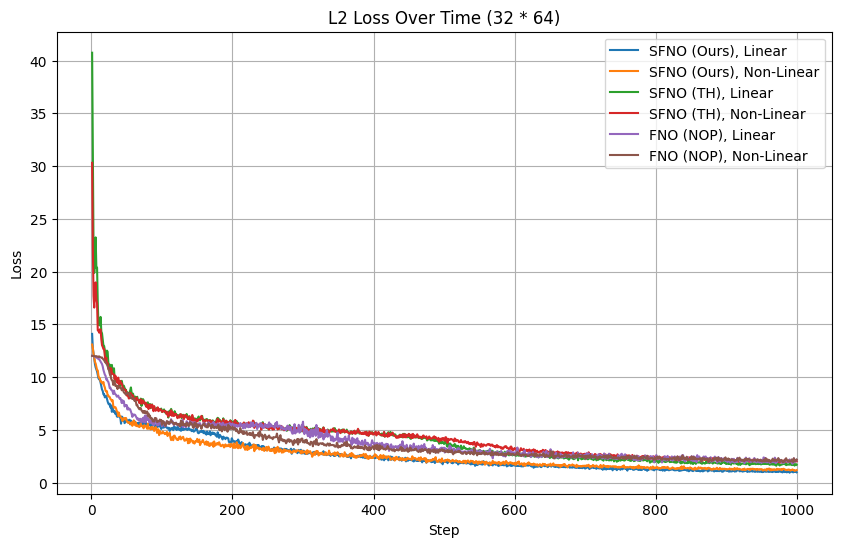 L2 Loss Over Time (32 * 64)
SFNO (Ours), Linear
SFNO (Ours), Non-Linear
SFNO (TH), Linear
SFNO (TH), Non-Linear
FNO (NOP), Linear
FNO (NOP), Non-Linear
Loss
40
35
30
25
20
15
10
5
0
0 200 400 600 800 1000
Step